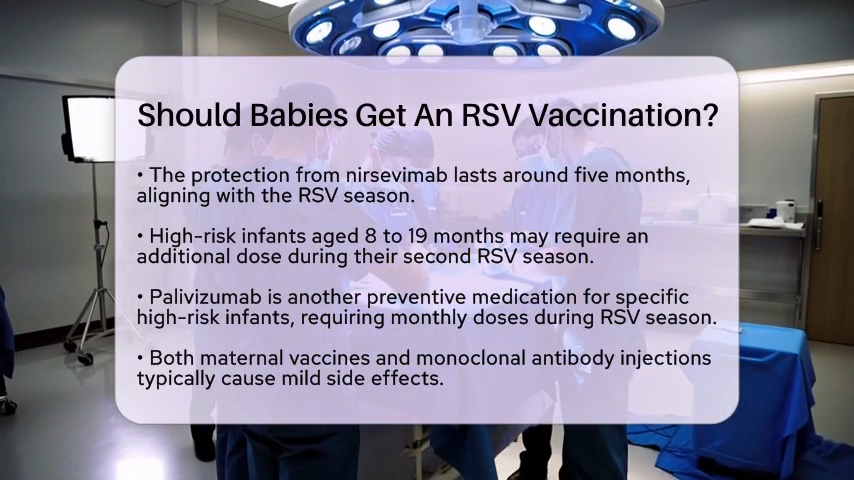 Should Babies Get An RSV Vaccination?
• The protection from nirsevimab lasts around five months,
aligning with the RSV season.
• High-risk infants aged 8 to 19 months may require an
additional dose during their second RSV season.
• Palivizumab is another preventive medication for specific
high-risk infants, requiring monthly doses during RSV season.
• Both maternal vaccines and monoclonal antibody injections
typically cause mild side effects.